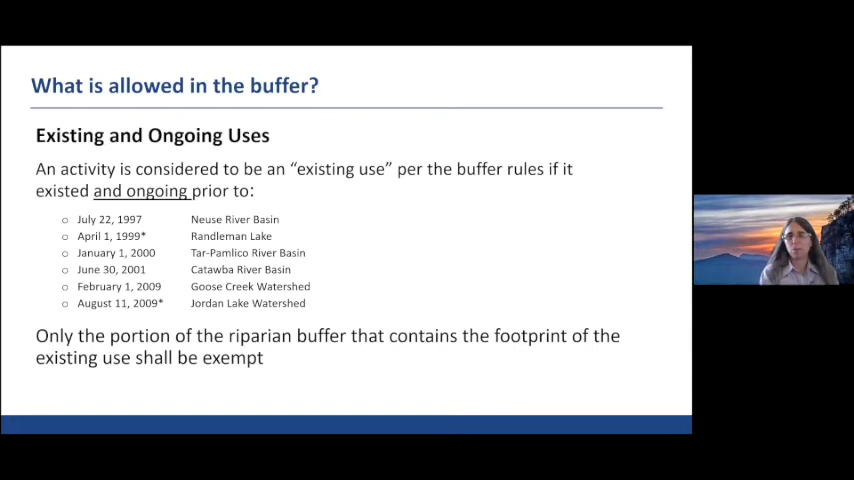 What is allowed in the buffer?
Existing and Ongoing Uses
An activity is considered to be an “existing use” per the buffer rules if it
existed and ongoing prior to:
○ July 22, 1997 Neuse River Basin
○ April 1, 1999* Randleman Lake
○ January 1, 2000 Tar-Pamlico River Basin
○ June 30, 2001 Catawba River Basin
○ February 1, 2009 Goose Creek Watershed
○ August 11, 2009* Jordan Lake Watershed
Only the portion of the riparian buffer that contains the footprint of the
existing use shall be exempt